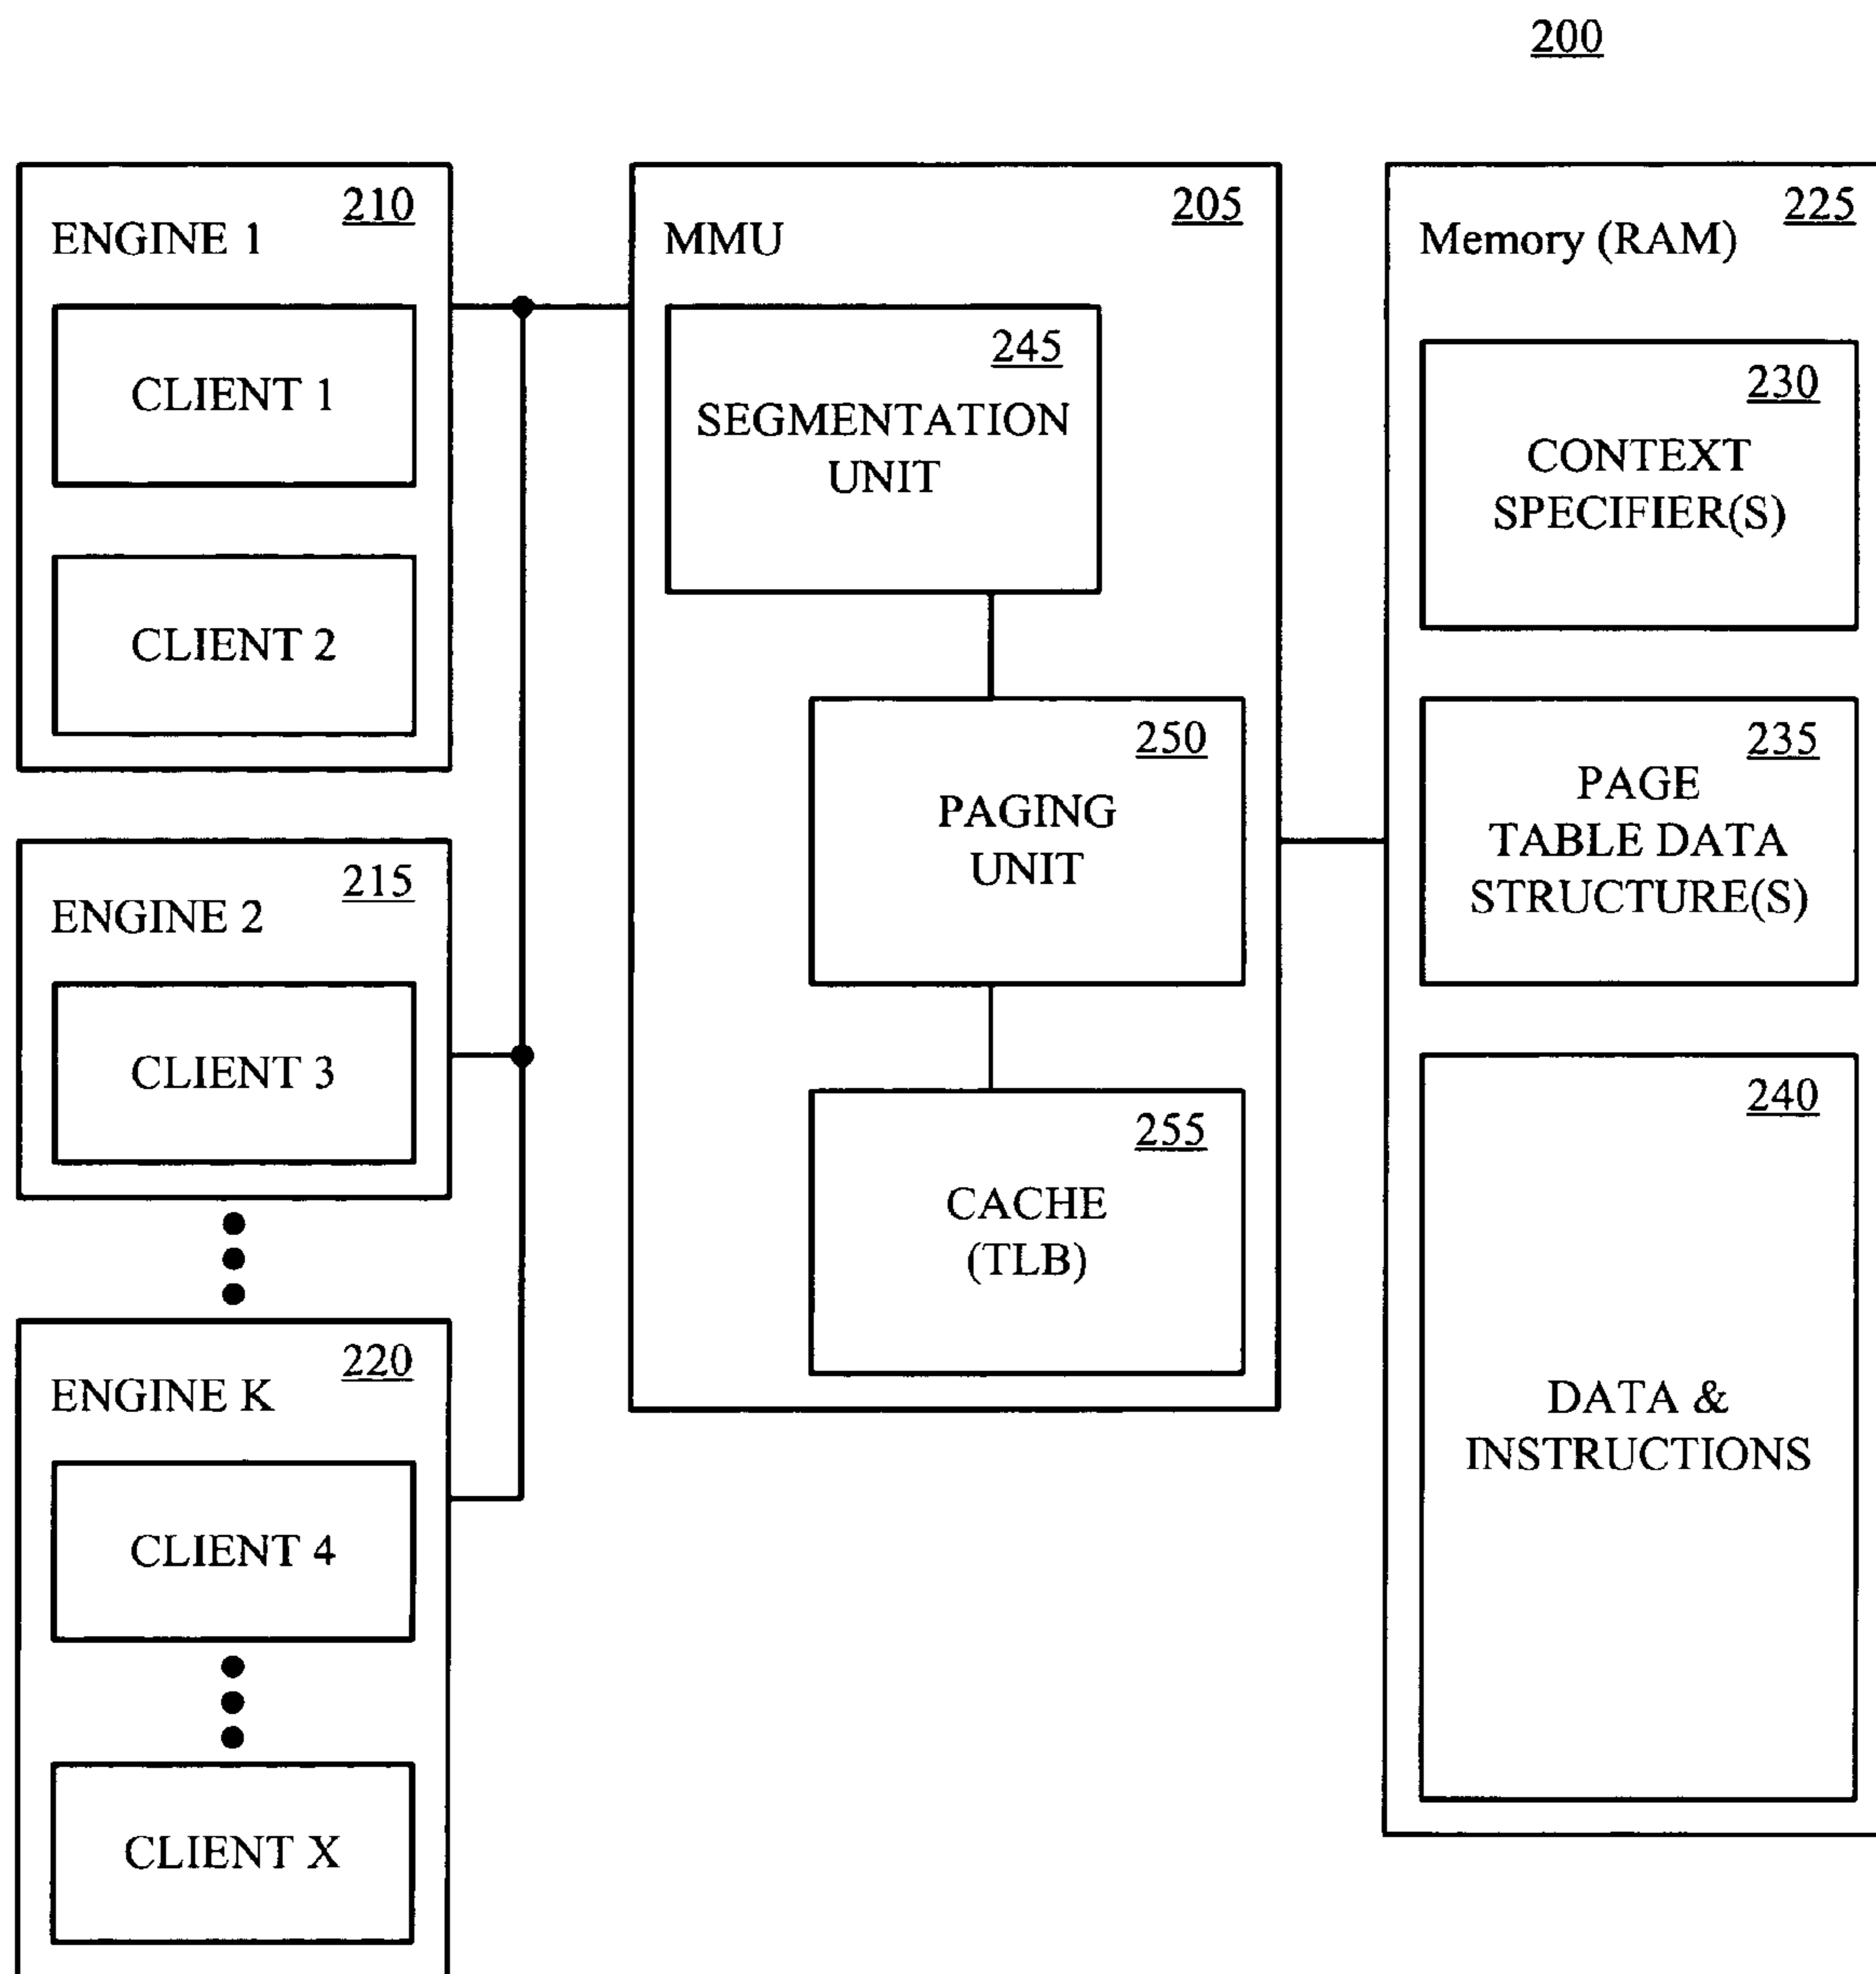 200
210
ENGINE 1
CLIENT 1
CLIENT 2
215
ENGINE 2
CLIENT 3
220
ENGINE K
CLIENT 4
CLIENT X
205
MMU
245
SEGMENTATION
UNIT
250
PAGING
UNIT
255
CACHE
(TLB)
225
Memory (RAM)
230
CONTEXT
SPECIFIER(S)
235
PAGE
TABLE DATA
STRUCTURE(S)
240
DATA &
INSTRUCTIONS